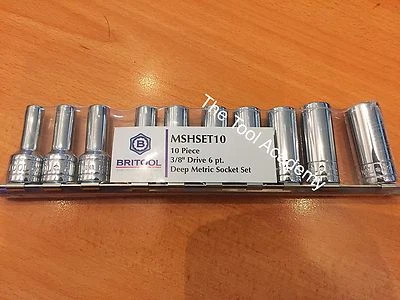 The Tool Academy
B
BRITOOL
MSHSET10
10 Piece
3/8" Drive 6 pt.
Deep Metric Socket Set